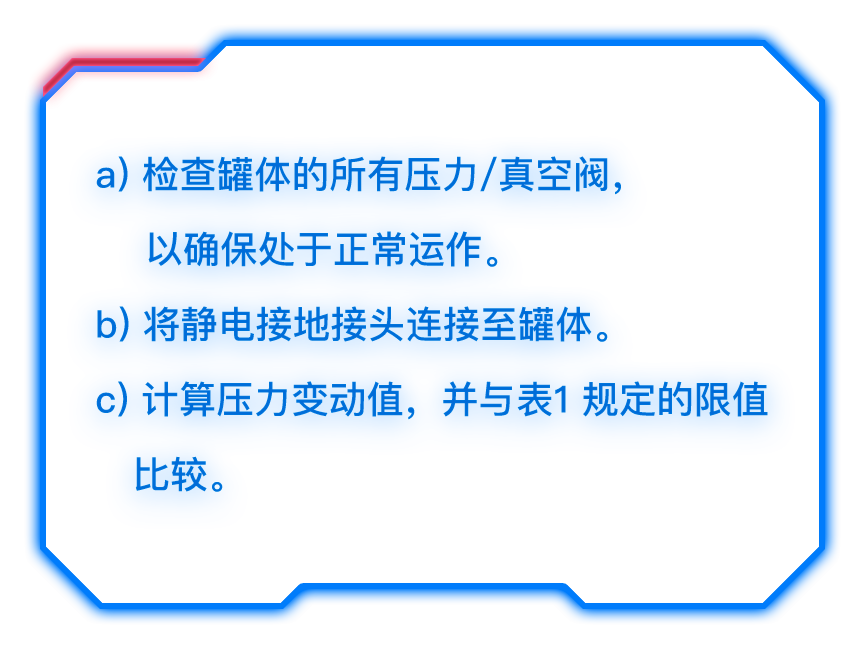 a) 检查罐体的所有压力/真空阀，
以确保处于正常运作。
b) 将静电接地接头连接至罐体。
c) 计算压力变动值，并与表1 规定的限值
比较。